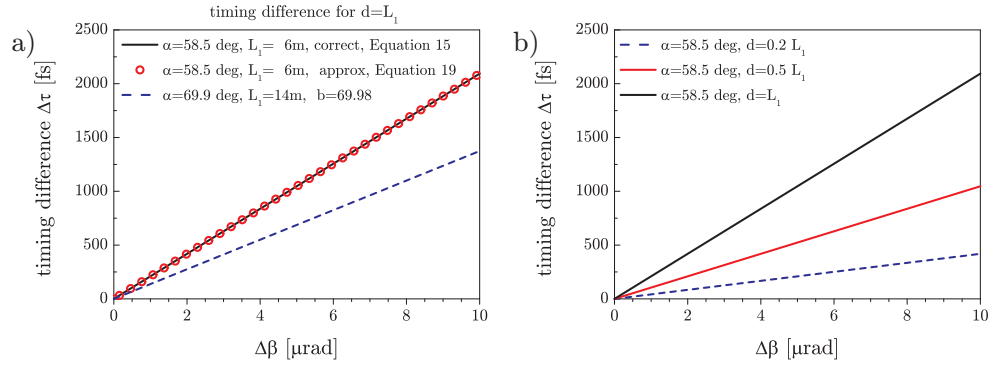 timing difference for d=L₁
a)
2500
2000
1500
1000
500
0
timing difference Δτ [fs]
α=58.5 deg, L₁= 6m, correct, Equation 15
α=58.5 deg, L₁= 6m, approx, Equation 19
α=69.9 deg, L₁=14m, b=69.98
0 2 4 6 8 10
Δβ [μrad]
b)
2500
2000
1500
1000
500
0
timing difference Δτ [fs]
α=58.5 deg, d=0.2 L₁
α=58.5 deg, d=0.5 L₁
α=58.5 deg, d=L₁
0 2 4 6 8 10
Δβ [μrad]